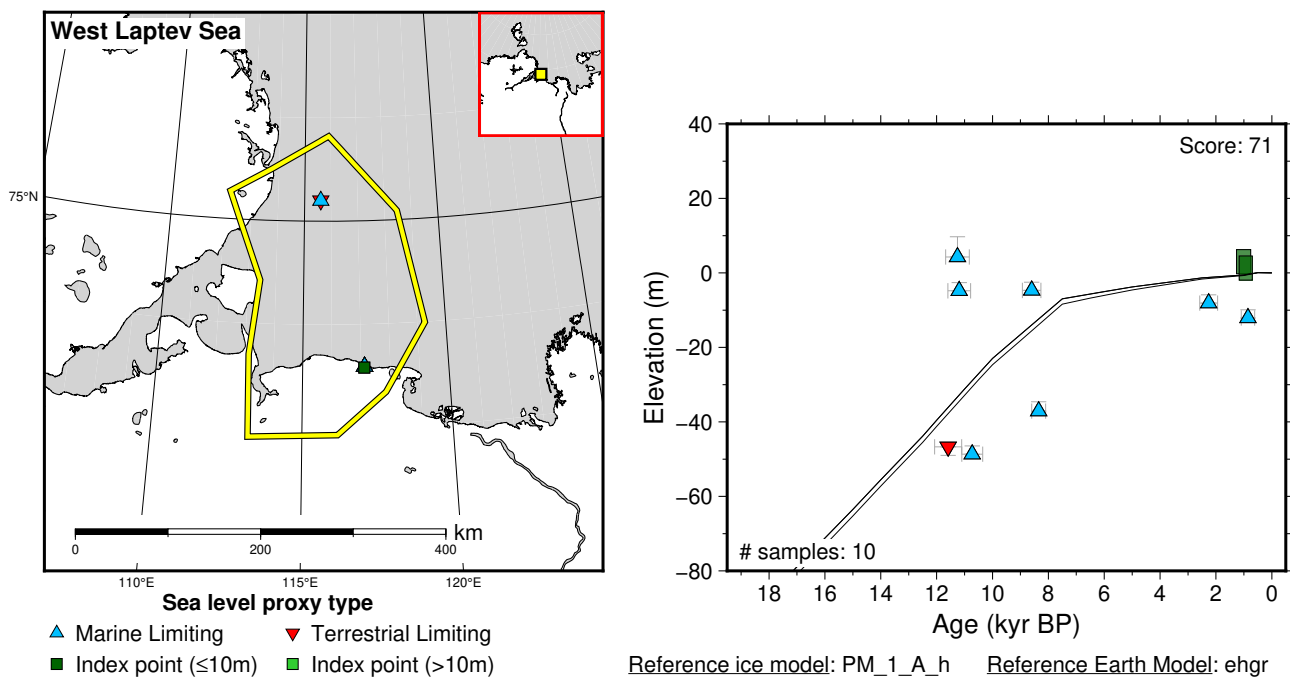 West Laptev Sea
75°N
km
0 200 400
110°E 115°E 120°E
Sea level proxy type
Marine Limiting Terrestrial Limiting
Index point (≤10m) Index point (>10m)
Score: 71
40
20
0
−20
−40
−60
−80
Elevation (m)
# samples: 10
18 16 14 12 10 8 6 4 2 0
Age (kyr BP)
Reference ice model: PM_1_A_h Reference Earth Model: ehgr